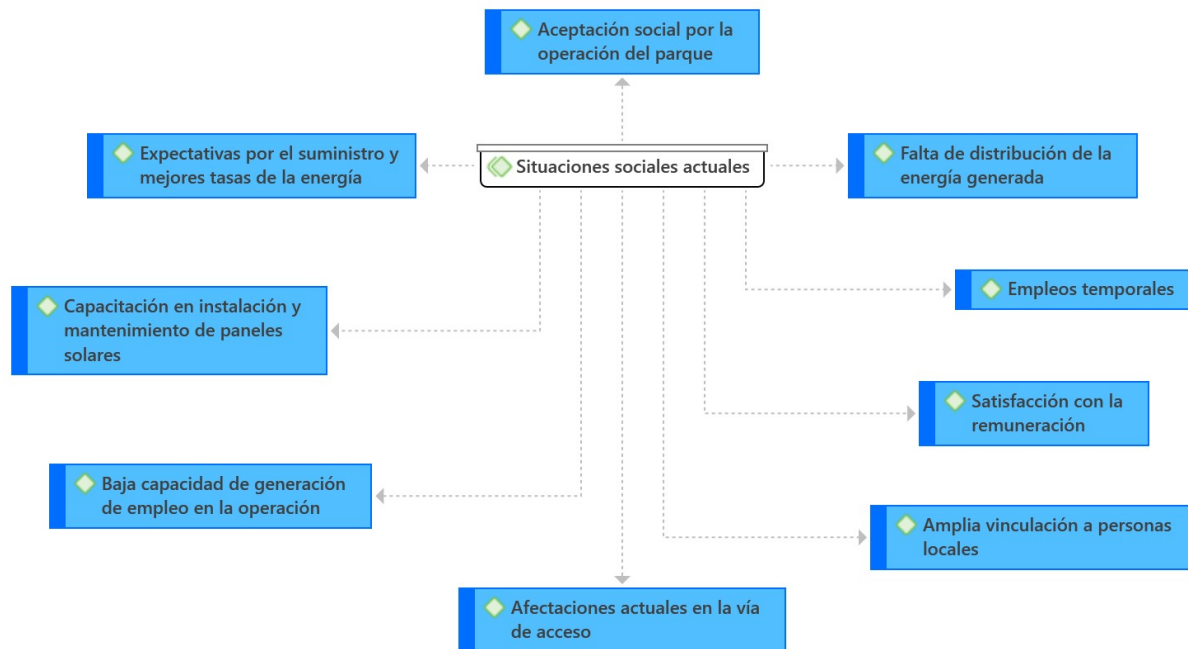 Aceptación social por la
operación del parque
Expectativas por el suministro y
mejores tasas de la energía
Situaciones sociales actuales
Falta de distribución de la
energía generada
Capacitación en instalación y
mantenimiento de paneles
solares
Empleos temporales
Satisfacción con la
remuneración
Baja capacidad de generación
de empleo en la operación
Amplia vinculación a personas
locales
Afectaciones actuales en la vía
de acceso